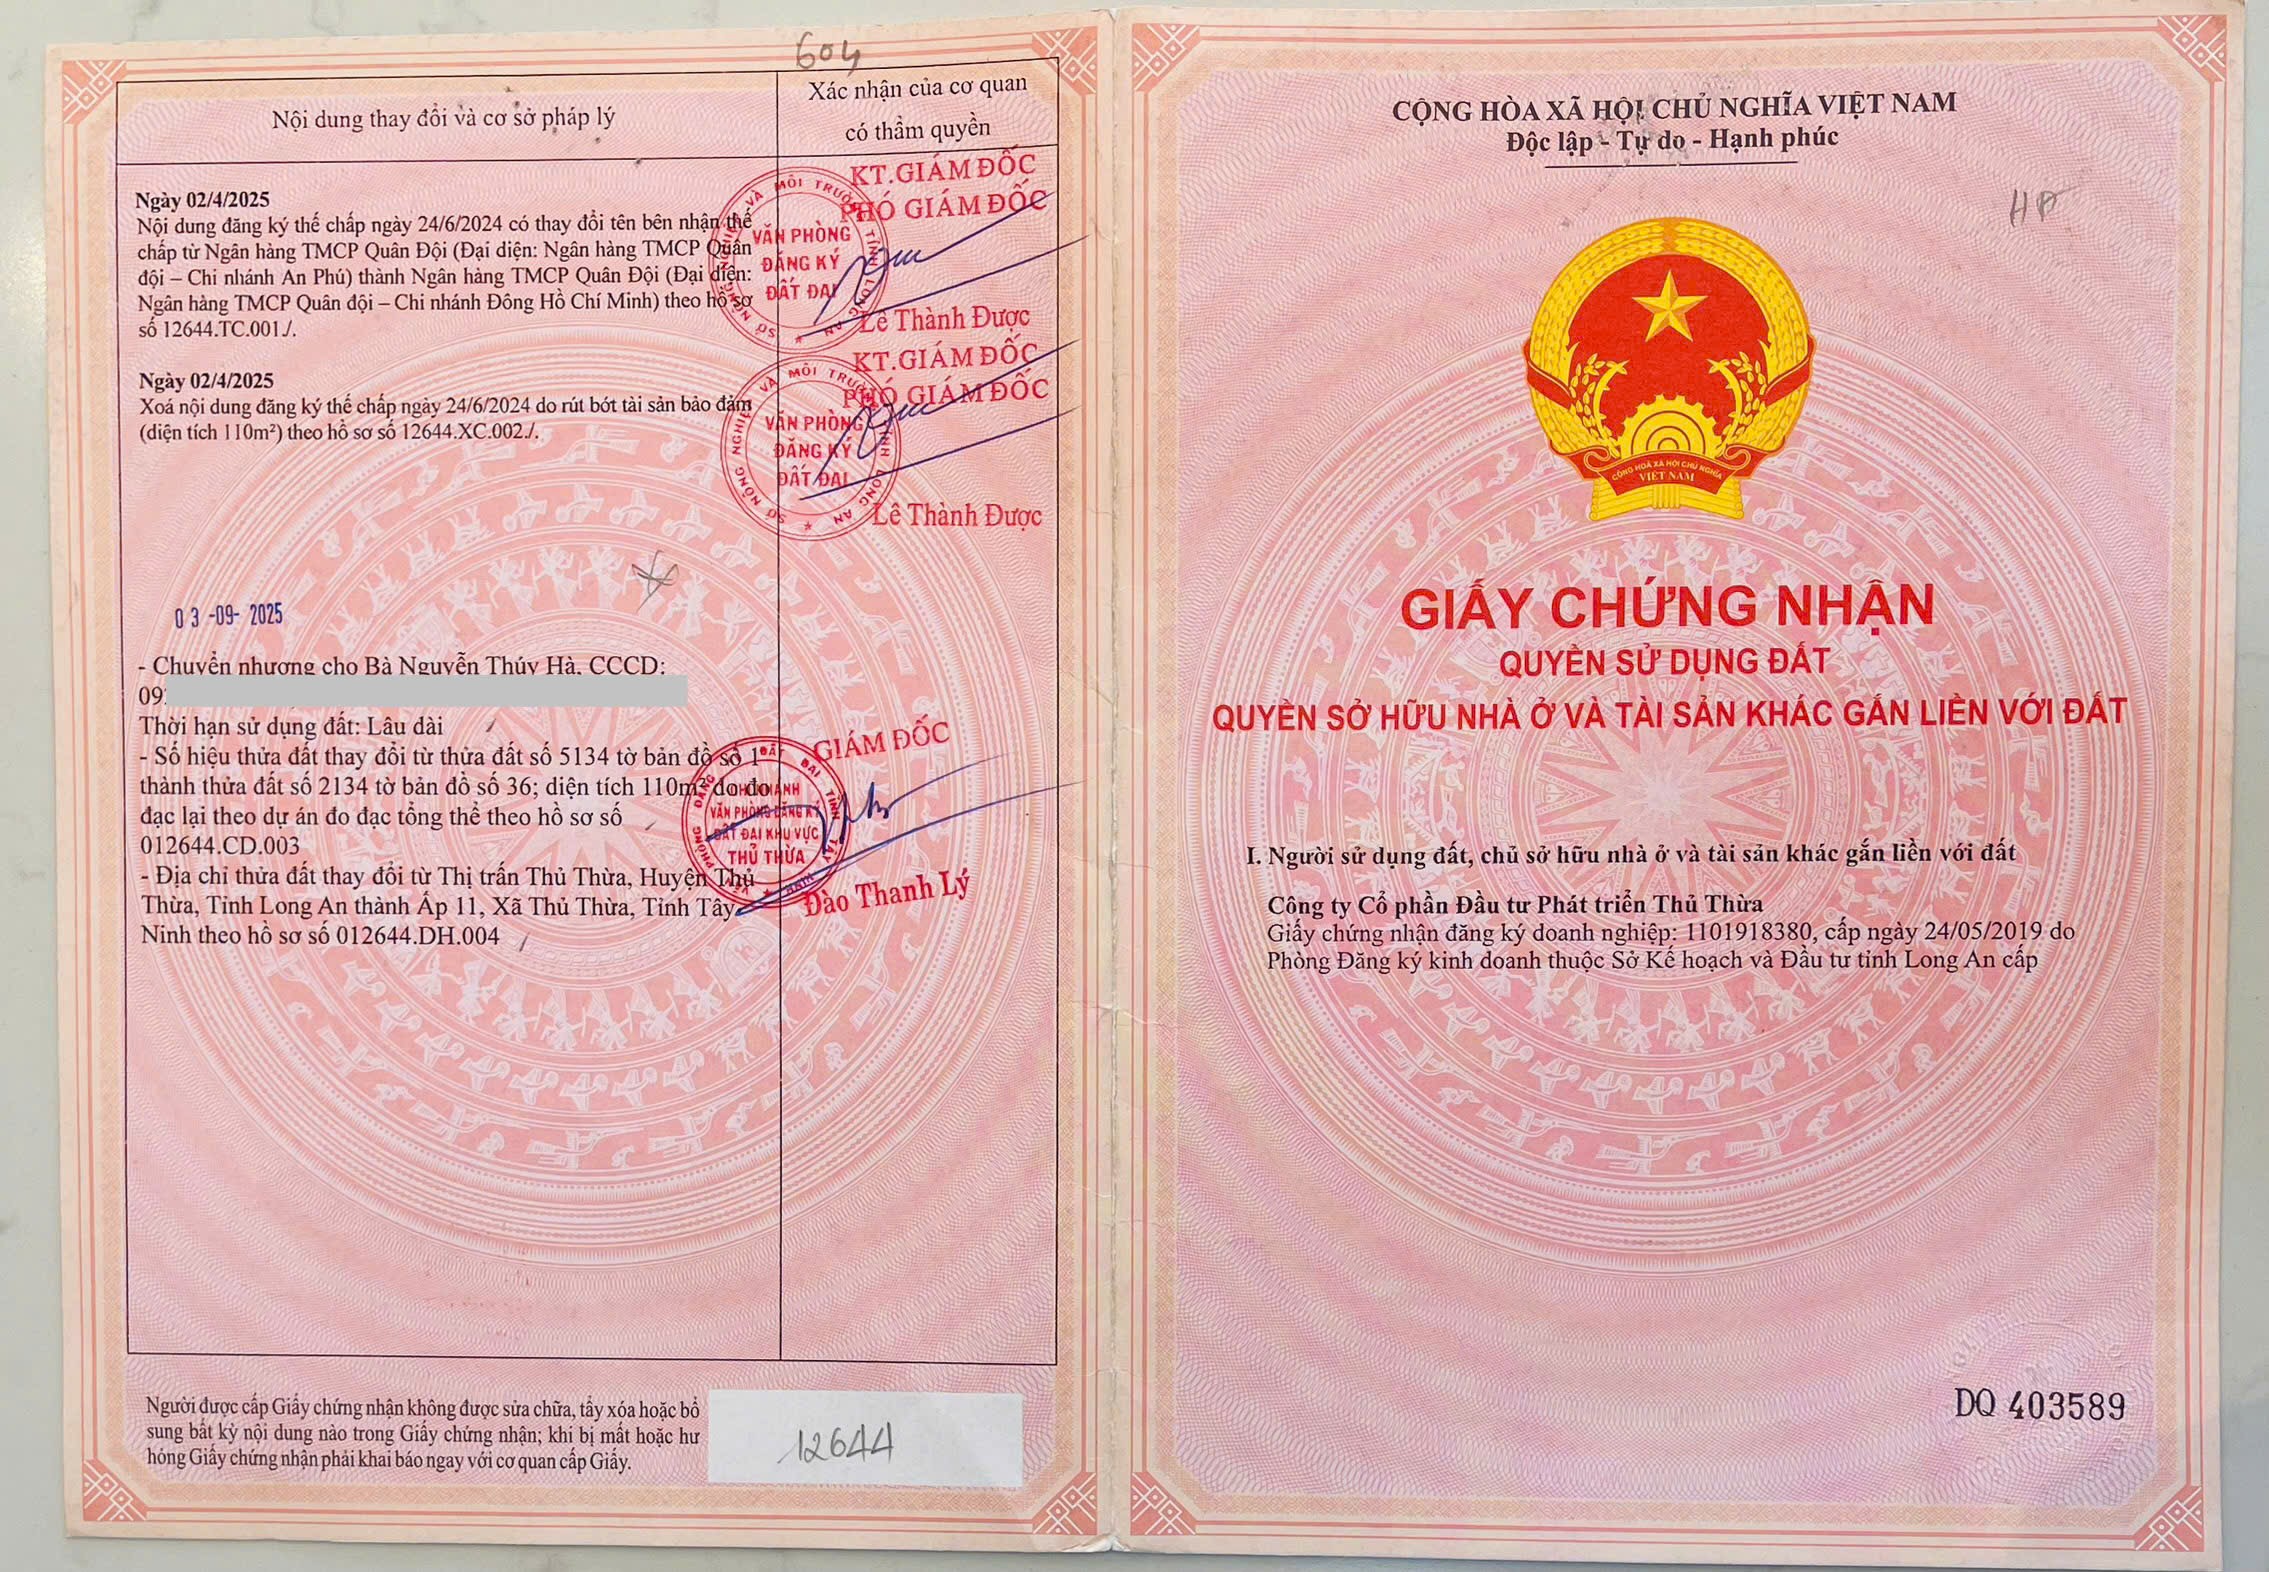 604
Nội dung thay đổi và cơ sở pháp lý
Xác nhận của cơ quan
có thẩm quyền
Ngày 02/4/2025
Nội dung đăng ký thế chấp ngày 24/6/2024 có thay đổi tên bên nhận thế
chấp từ Ngân hàng TMCP Quân Đội (Đại diện: Ngân hàng TMCP Quân
đội – Chi nhánh An Phú) thành Ngân hàng TMCP Quân Đội (Đại diện:
Ngân hàng TMCP Quân đội – Chi nhánh Đông Hồ Chí Minh) theo hồ sơ
số 12644.TC.001./.
KT.GIÁM ĐỐC
PHÓ GIÁM ĐỐC
SỞ NÔNG NGHIỆP VÀ MÔI TRƯỜNG TỈNH LONG AN
VĂN PHÒNG
ĐĂNG KÝ
ĐẤT ĐAI
Lê Thành Được
Ngày 02/4/2025
Xoá nội dung đăng ký thế chấp ngày 24/6/2024 do rút bớt tài sản bảo đảm
(diện tích 110m²) theo hồ sơ số 12644.XC.002./.
KT.GIÁM ĐỐC
PHÓ GIÁM ĐỐC
SỞ NÔNG NGHIỆP VÀ MÔI TRƯỜNG TỈNH LONG AN
VĂN PHÒNG
ĐĂNG KÝ
ĐẤT ĐAI
Lê Thành Được
03-09-2025
- Chuyển nhượng cho Bà Nguyễn Thúy Hà, CCCD:
09
Thời hạn sử dụng đất: Lâu dài
- Số hiệu thửa đất thay đổi từ thửa đất số 5134 tờ bản đồ số 1
thành thửa đất số 2134 tờ bản đồ số 36; diện tích 110m² do đo
đạc lại theo dự án đo đạc tổng thể theo hồ sơ số
012644.CD.003
- Địa chỉ thửa đất thay đổi từ Thị trấn Thủ Thừa, Huyện Thủ
Thừa, Tỉnh Long An thành Ấp 11, Xã Thủ Thừa, Tỉnh Tây
Ninh theo hồ sơ số 012644.DH.004
GIÁM ĐỐC
CHI NHÁNH
VĂN PHÒNG ĐĂNG KÝ
ĐẤT ĐAI KHU VỰC
THỦ THỪA
Đào Thanh Lý
Người được cấp Giấy chứng nhận không được sửa chữa, tẩy xóa hoặc bổ
sung bất kỳ nội dung nào trong Giấy chứng nhận; khi bị mất hoặc hư
hỏng Giấy chứng nhận phải khai báo ngay với cơ quan cấp Giấy.
12644
CỘNG HÒA XÃ HỘI CHỦ NGHĨA VIỆT NAM
Độc lập - Tự do - Hạnh phúc
CỘNG HOÀ XÃ HỘI CHỦ NGHĨA
VIỆT NAM
GIẤY CHỨNG NHẬN
QUYỀN SỬ DỤNG ĐẤT
QUYỀN SỞ HỮU NHÀ Ở VÀ TÀI SẢN KHÁC GẮN LIỀN VỚI ĐẤT
I. Người sử dụng đất, chủ sở hữu nhà ở và tài sản khác gắn liền với đất
Công ty Cổ phần Đầu tư Phát triển Thủ Thừa
Giấy chứng nhận đăng ký doanh nghiệp: 1101918380, cấp ngày 24/05/2019 do
Phòng Đăng ký kinh doanh thuộc Sở Kế hoạch và Đầu tư tỉnh Long An cấp
DQ 403589